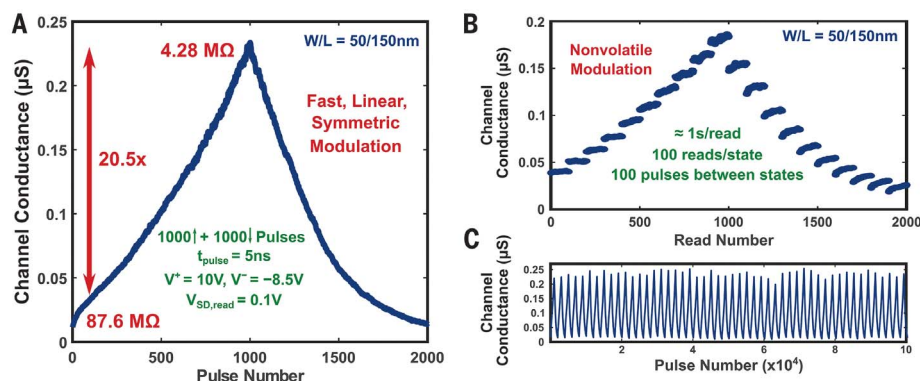 A
Channel Conductance (µS)
0.25
0.2
0.15
0.1
0.05
0
0
500
1000
1500
2000
Pulse Number
4.28 MΩ
W/L = 50/150nm
20.5x
Fast, Linear,
Symmetric
Modulation
1000↑ + 1000↓ Pulses
tpulse = 5ns
V⁺ = 10V, V⁻ = −8.5V
VSD,read = 0.1V
87.6 MΩ
B
Channel
Conductance (µS)
0.2
0.15
0.1
0.05
0
0
500
1000
1500
2000
Read Number
Nonvolatile
Modulation
W/L = 50/150nm
≈ 1s/read
100 reads/state
100 pulses between states
C
Channel
Conductance (µS)
0.25
0.2
0.15
0.1
0.05
0
2
4
6
8
10
Pulse Number (x10⁴)